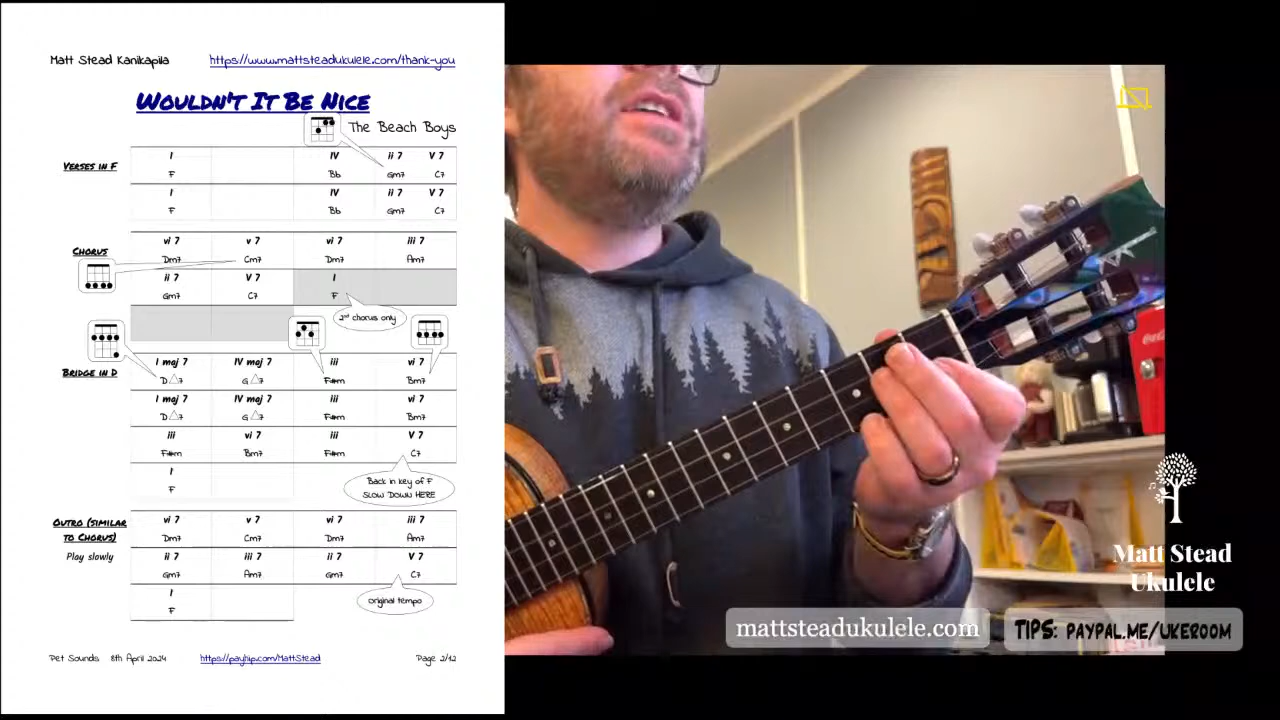 Matt Stead Kanikapila https://www.mattsteadukulele.com/thank-you
WOULDN'T IT BE NICE
The Beach Boys
VERSES IN F
I IV ii 7 V 7
F Bb Gm7 C7
I IV ii 7 V 7
F Bb Gm7 C7
CHORUS
vi 7 v 7 vi 7 iii 7
Dm7 Cm7 Dm7 Am7
ii 7 V 7 I
Gm7 C7 F
2nd chorus only
BRIDGE IN D
I maj 7 IV maj 7 iii vi 7
D△7 G△7 F#m Bm7
I maj 7 IV maj 7 iii vi 7
D△7 G△7 F#m Bm7
iii vi 7 iii V 7
F#m Bm7 F#m C7
I
F
Back in key of F
SLOW DOWN HERE
OUTRO (SIMILAR
TO CHORUS)
Play slowly
vi 7 v 7 vi 7 iii 7
Dm7 Cm7 Dm7 Am7
ii 7 iii 7 ii 7 V 7
Gm7 Am7 Gm7 C7
I
F
original tempo
Pet Sounds 8th April 2024 https://payhip.com/MattStead Page 2/12
Matt Stead
Ukulele
mattsteadukulele.com
TIPS: PAYPAL.ME/UKEROOM